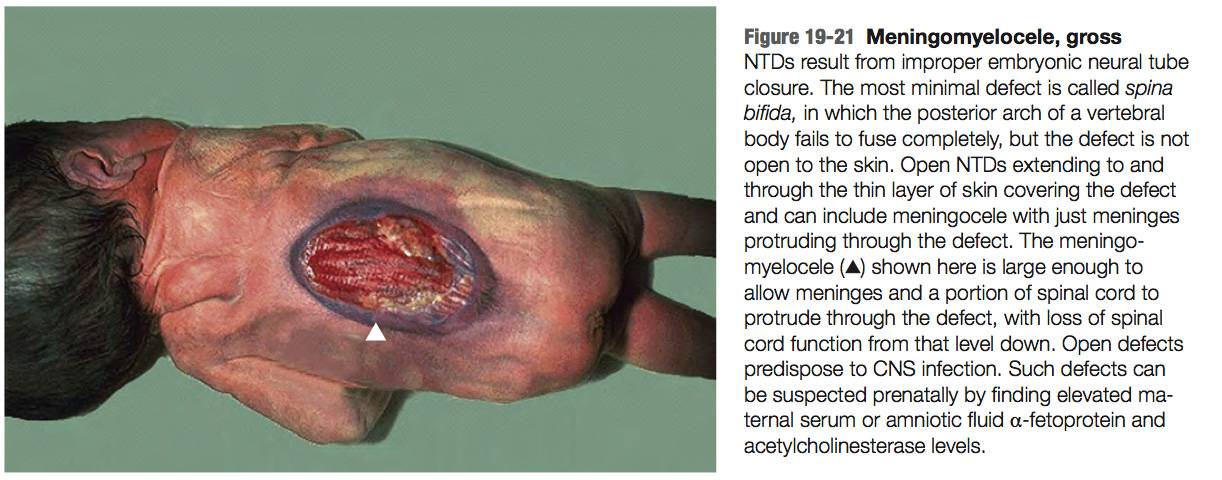 Figure 19-21 Meningomyelocele, gross
NTDs result from improper embryonic neural tube
closure. The most minimal defect is called spina
bifida, in which the posterior arch of a vertebral
body fails to fuse completely, but the defect is not
open to the skin. Open NTDs extending to and
through the thin layer of skin covering the defect
and can include meningocele with just meninges
protruding through the defect. The meningo-
myelocele (▲) shown here is large enough to
allow meninges and a portion of spinal cord to
protrude through the defect, with loss of spinal
cord function from that level down. Open defects
predispose to CNS infection. Such defects can
be suspected prenatally by finding elevated ma-
ternal serum or amniotic fluid α-fetoprotein and
acetylcholinesterase levels.